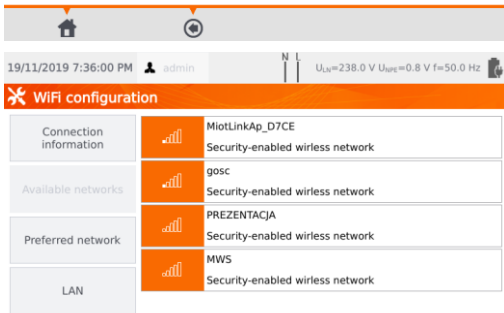 N L
19/11/2019 7:36:00 PM admin U_LN=238.0 V U_NPE=0.8 V f=50.0 Hz
WiFi configuration
Connection information
Available networks
Preferred network
LAN
MiotLinkAp_D7CE
Security-enabled wirless network
gosc
Security-enabled wirless network
PREZENTACJA
Security-enabled wirless network
MWS
Security-enabled wirless network